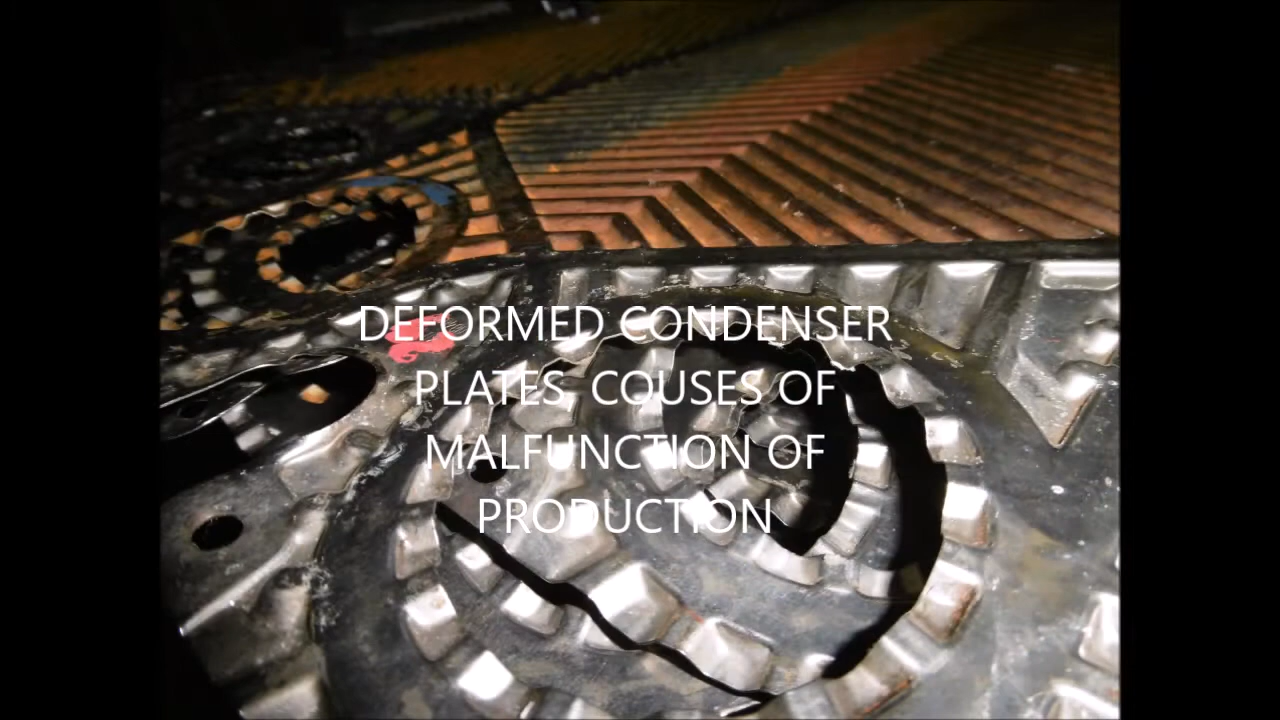 DEFORMED CONDENSER
PLATES  COUSES OF
MALFUNCTION OF
PRODUCTION